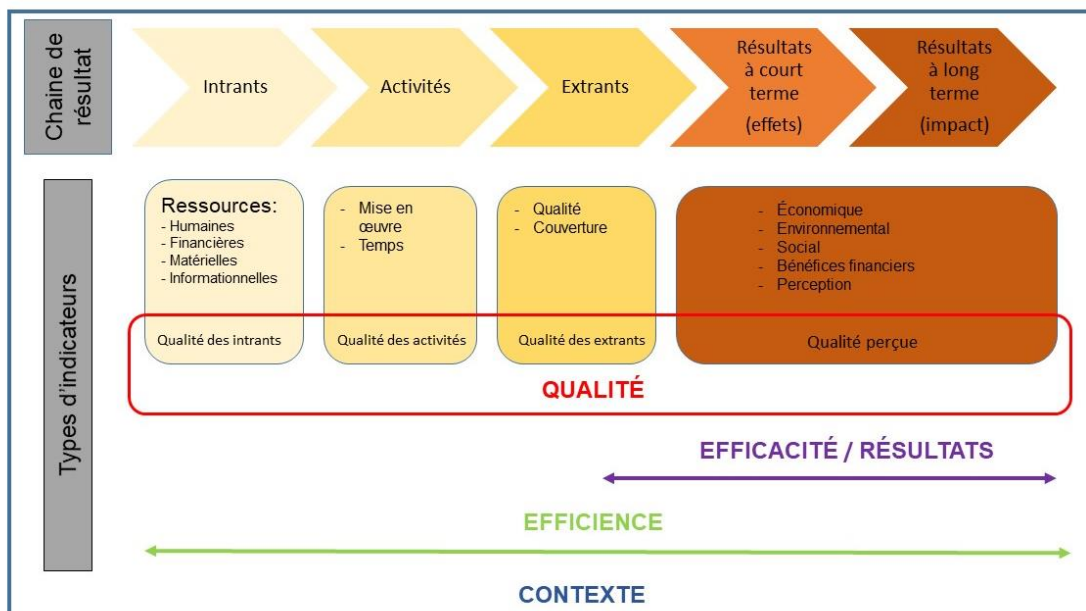 Chaine de
résultat
Intrants
Activités
Extrants
Résultats
à court
terme
(effets)
Résultats
à long
terme
(impact)
Types d'indicateurs
Ressources:
- Humaines
- Financières
- Matérielles
- Informationnelles
Qualité des intrants
- Mise en
œuvre
- Temps
Qualité des activités
- Qualité
- Couverture
Qualité des extrants
- Économique
- Environnemental
- Social
- Bénéfices financiers
- Perception
Qualité perçue
QUALITÉ
EFFICACITÉ / RÉSULTATS
EFFICIENCE
CONTEXTE